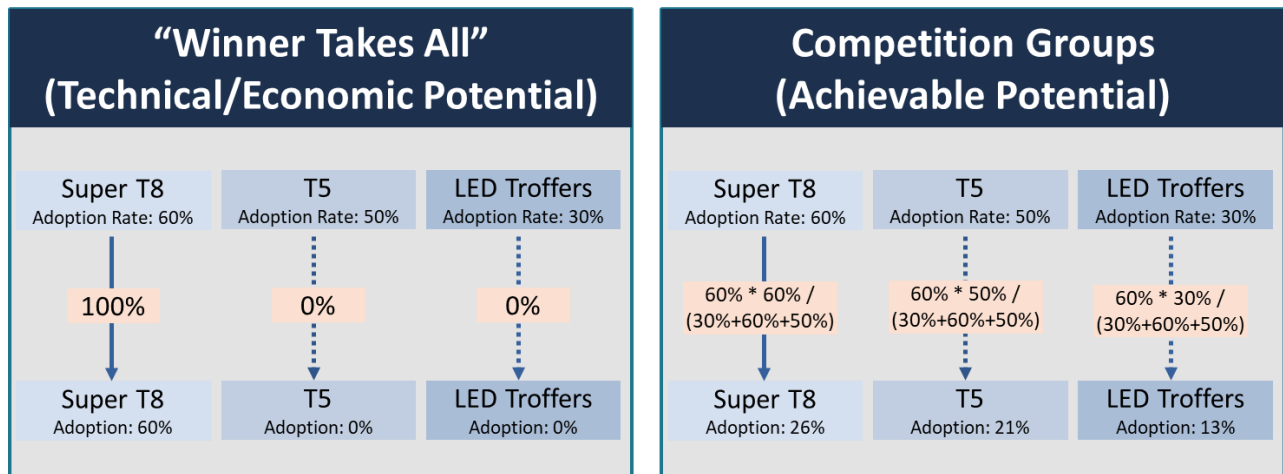 “Winner Takes All”
(Technical/Economic Potential)
Super T8
Adoption Rate: 60%
T5
Adoption Rate: 50%
LED Troffers
Adoption Rate: 30%
100%
0%
0%
Super T8
Adoption: 60%
T5
Adoption: 0%
LED Troffers
Adoption: 0%
Competition Groups
(Achievable Potential)
Super T8
Adoption Rate: 60%
T5
Adoption Rate: 50%
LED Troffers
Adoption Rate: 30%
60% * 60% /
(30%+60%+50%)
60% * 50% /
(30%+60%+50%)
60% * 30% /
(30%+60%+50%)
Super T8
Adoption: 26%
T5
Adoption: 21%
LED Troffers
Adoption: 13%